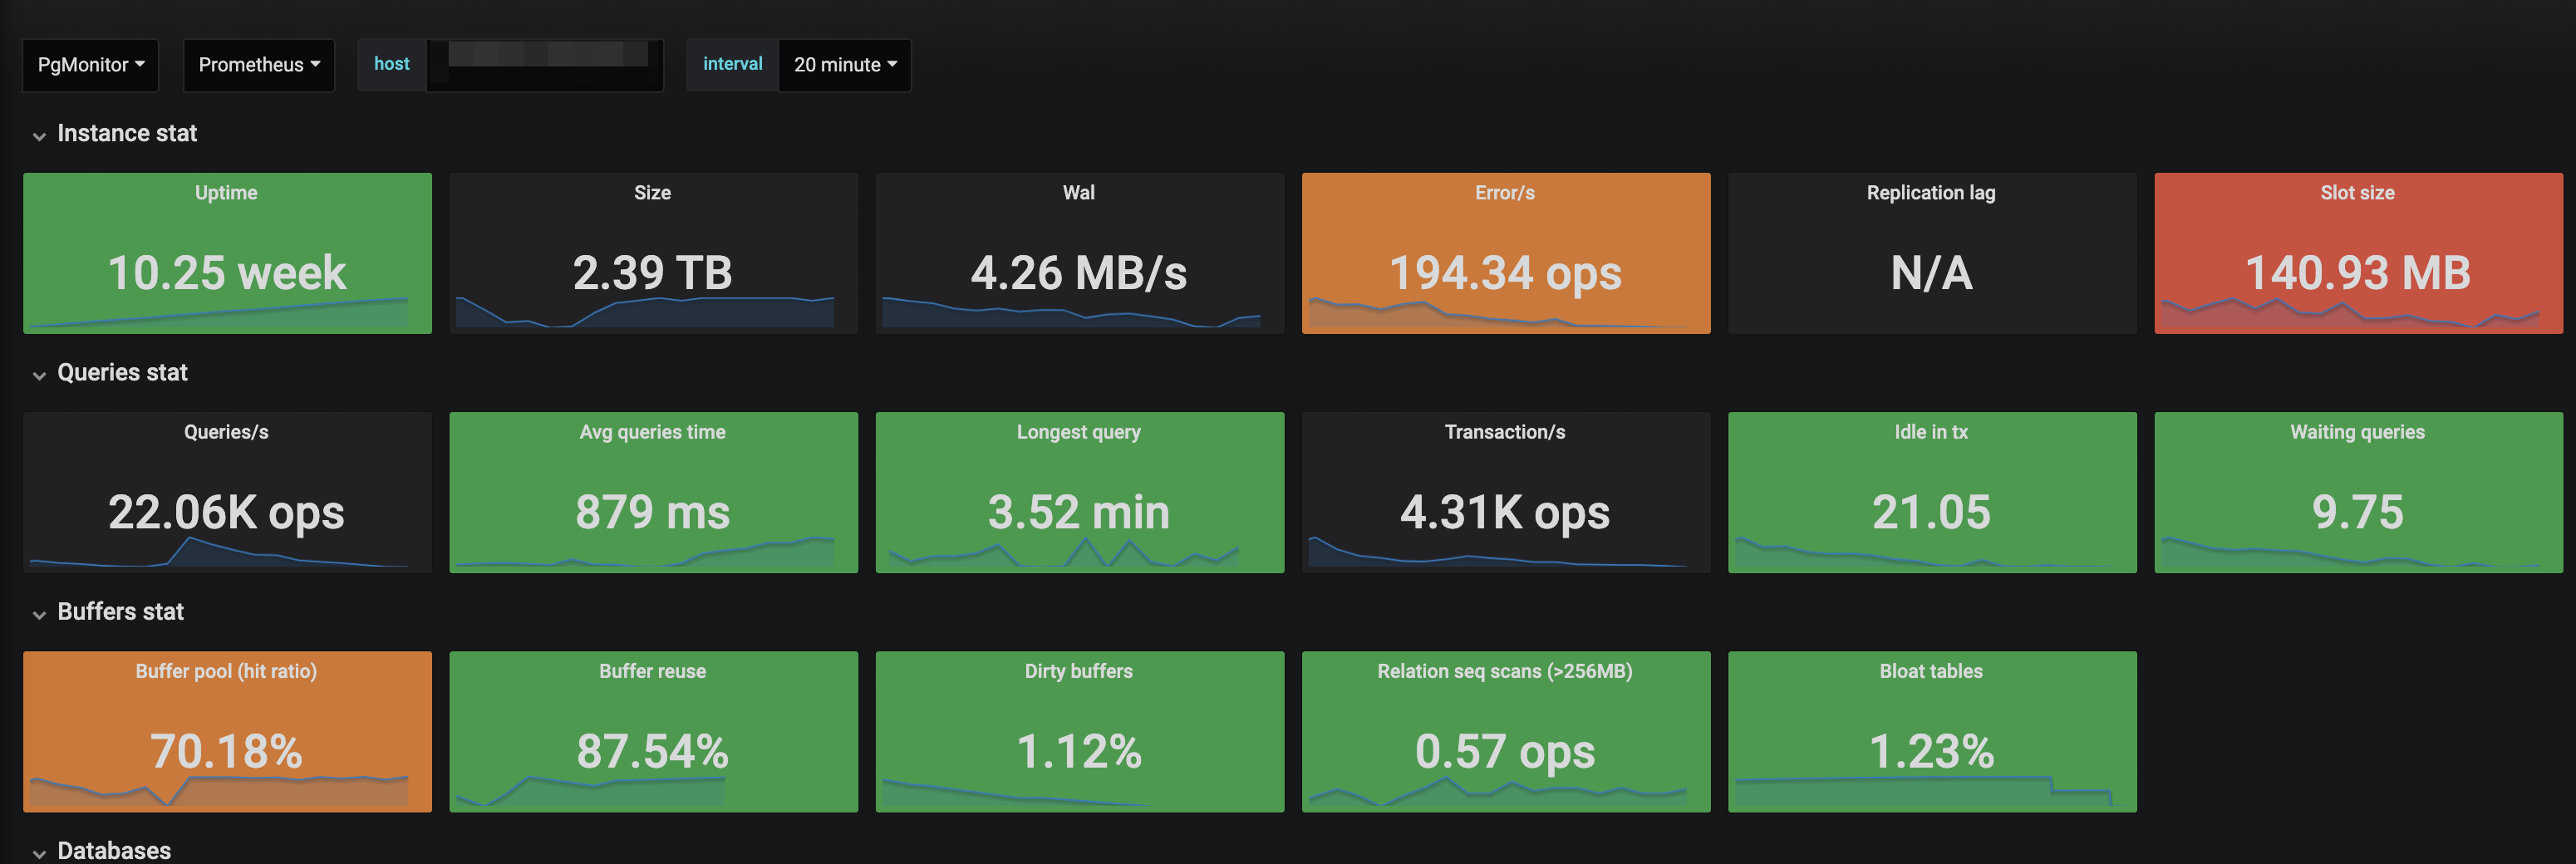 PgMonitor Prometheus host interval 20 minute
Instance stat
Uptime Size Wal Error/s Replication lag Slot size
10.25 week 2.39 TB 4.26 MB/s 194.34 ops N/A 140.93 MB
Queries stat
Queries/s Avg queries time Longest query Transaction/s Idle in tx Waiting queries
22.06K ops 879 ms 3.52 min 4.31K ops 21.05 9.75
Buffers stat
Buffer pool (hit ratio) Buffer reuse Dirty buffers Relation seq scans (>256MB) Bloat tables
70.18% 87.54% 1.12% 0.57 ops 1.23%
Databases